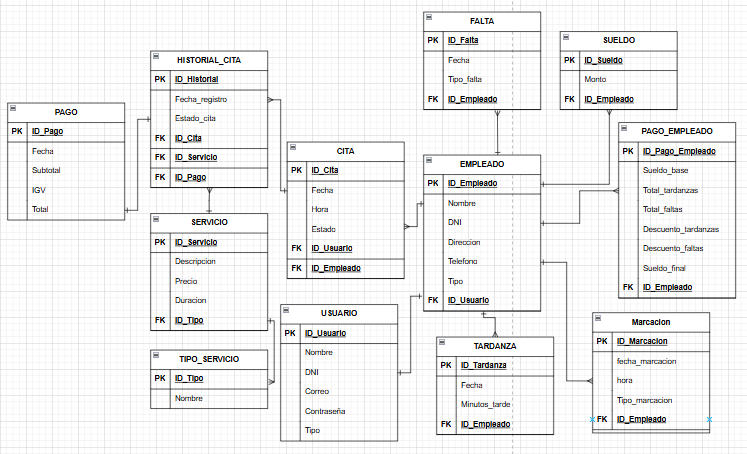 FALTA
PK ID_Falta
Fecha
Tipo_falta
FK ID_Empleado
SUELDO
PK ID_Sueldo
Monto
FK ID_Empleado
HISTORIAL_CITA
PK ID_Historial
Fecha_registro
Estado_cita
FK ID_Cita
FK ID_Servicio
FK ID_Pago
PAGO
PK ID_Pago
Fecha
Subtotal
IGV
Total
CITA
PK ID_Cita
Fecha
Hora
Estado
FK ID_Usuario
FK ID_Empleado
EMPLEADO
PK ID_Empleado
Nombre
DNI
Direccion
Telefono
Tipo
FK ID_Usuario
PAGO_EMPLEADO
PK ID_Pago_Empleado
Sueldo_base
Total_tardanzas
Total_faltas
Descuento_tardanzas
Descuento_faltas
Sueldo_final
FK ID_Empleado
SERVICIO
PK ID_Servicio
Descripcion
Precio
Duracion
FK ID_Tipo
TIPO_SERVICIO
PK ID_Tipo
Nombre
USUARIO
PK ID_Usuario
Nombre
DNI
Correo
Contraseña
Tipo
TARDANZA
PK ID_Tardanza
Fecha
Minutos_tarde
FK ID_Empleado
Marcacion
PK ID_Marcacion
fecha_marcacion
hora
Tipo_marcacion
FK ID_Empleado